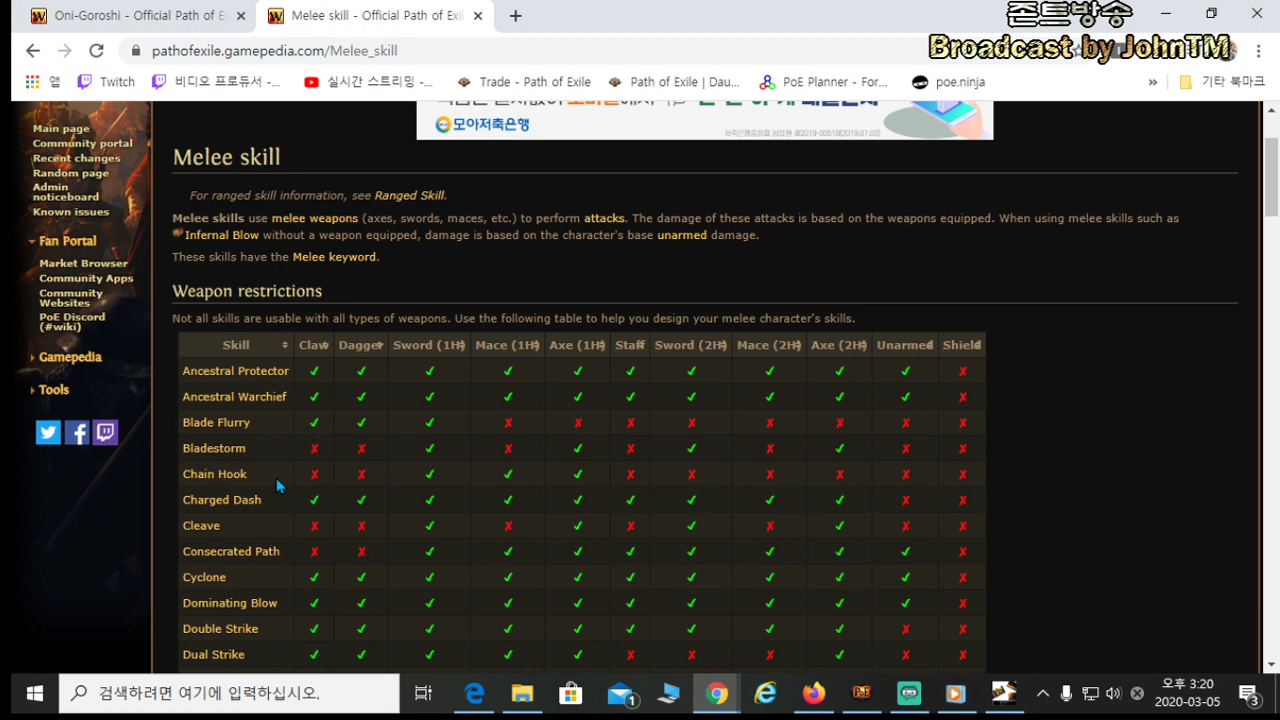 Oni-Goroshi - Official Path of E
Melee skill - Official Path of Exil
존트방송
Broadcast by JohnTM
pathofexile.gamepedia.com/Melee_skill
앱
Twitch
비디오 프로듀서 -...
실시간 스트리밍 -...
Trade - Path of Exile
Path of Exile | Dau...
PoE Planner - For...
poe.ninja
»
기타 북마크
모아저축은행
Main page
Community portal
Recent changes
Random page
Admin
noticeboard
Known issues
Fan Portal
Market Browser
Community Apps
Community
Websites
PoE Discord
(#wiki)
Gamepedia
Tools
Melee skill
For ranged skill information, see Ranged Skill.
Melee skills use melee weapons (axes, swords, maces, etc.) to perform attacks. The damage of these attacks is based on the weapons equipped. When using melee skills such as
Infernal Blow without a weapon equipped, damage is based on the character's base unarmed damage.
These skills have the Melee keyword.
Weapon restrictions
Not all skills are usable with all types of weapons. Use the following table to help you design your melee character's skills.
Skill Claw Dagger Sword (1H) Mace (1H) Axe (1H) Staff Sword (2H) Mace (2H) Axe (2H) Unarmed Shield
Ancestral Protector ✓ ✓ ✓ ✓ ✓ ✓ ✓ ✓ ✓ ✓ ✗
Ancestral Warchief ✓ ✓ ✓ ✓ ✓ ✓ ✓ ✓ ✓ ✓ ✗
Blade Flurry ✓ ✓ ✓ ✗ ✗ ✗ ✗ ✗ ✗ ✗ ✗
Bladestorm ✗ ✗ ✓ ✗ ✓ ✗ ✓ ✗ ✓ ✗ ✗
Chain Hook ✗ ✗ ✓ ✓ ✓ ✗ ✗ ✗ ✗ ✗ ✗
Charged Dash ✓ ✓ ✓ ✓ ✓ ✓ ✓ ✓ ✓ ✗ ✗
Cleave ✗ ✗ ✓ ✗ ✓ ✗ ✓ ✗ ✓ ✗ ✗
Consecrated Path ✗ ✗ ✓ ✓ ✓ ✓ ✓ ✓ ✓ ✓ ✗
Cyclone ✓ ✓ ✓ ✓ ✓ ✓ ✓ ✓ ✓ ✓ ✗
Dominating Blow ✓ ✓ ✓ ✓ ✓ ✓ ✓ ✓ ✓ ✓ ✗
Double Strike ✓ ✓ ✓ ✓ ✓ ✓ ✓ ✓ ✓ ✗ ✗
Dual Strike ✓ ✓ ✓ ✓ ✓ ✗ ✗ ✗ ✓ ✗ ✗
검색하려면 여기에 입력하십시오.
1
PoE
오후 3:20
2020-03-05
3